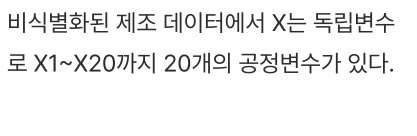 비식별화된 제조 데이터에서 X는 독립변수
로 X1~X20까지 20개의 공정변수가 있다.